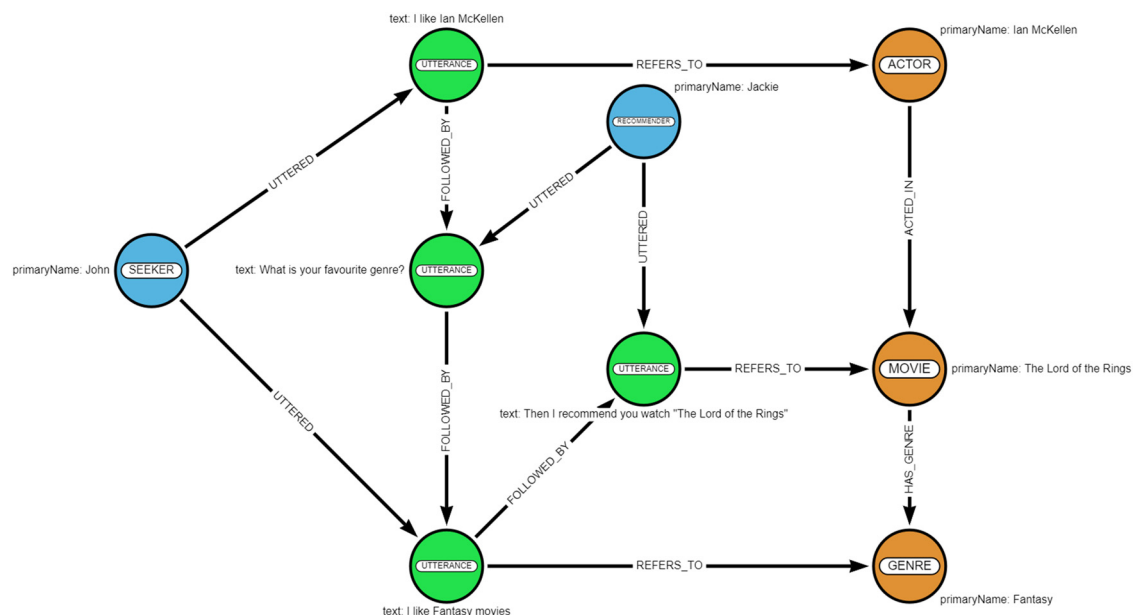 text: I like Ian McKellen
primaryName: Ian McKellen
UTTERANCE
REFERS_TO
ACTOR
primaryName: Jackie
RECOMMENDER
UTTERED
FOLLOWED_BY
UTTERED
UTTERED
ACTED_IN
primaryName: John
SEEKER
text: What is your favourite genre?
UTTERANCE
UTTERANCE
REFERS_TO
MOVIE
primaryName: The Lord of the Rings
text: Then I recommend you watch "The Lord of the Rings"
UTTERED
FOLLOWED_BY
FOLLOWED_BY
HAS_GENRE
UTTERANCE
REFERS_TO
GENRE
primaryName: Fantasy
text: I like Fantasy movies